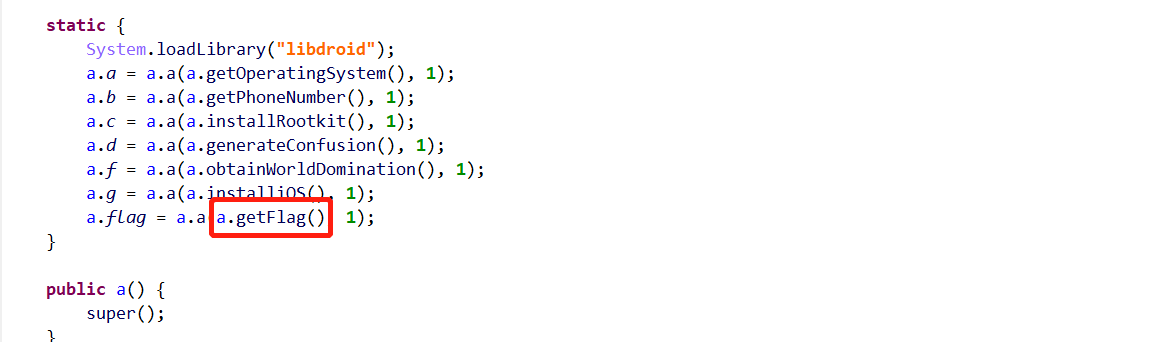 static {
System.loadLibrary("libdroid");
a.a = a.a(a.getOperatingSystem(), 1);
a.b = a.a(a.getPhoneNumber(), 1);
a.c = a.a(a.installRootkit(), 1);
a.d = a.a(a.generateConfusion(), 1);
a.f = a.a(a.obtainWorldDomination(), 1);
a.g = a.a(a.installiOS(), 1);
a.flag = a.a(a.getFlag(), 1);
}
public a() {
super();
}